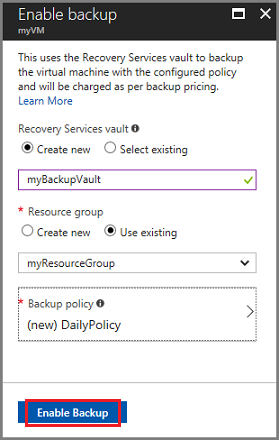 Enable backup
myVM
This uses the Recovery Services vault to backup
the virtual machine with the configured policy
and will be charged as per backup pricing.
Learn More
Recovery Services vault
Create new Select existing
myBackupVault
* Resource group
Create new Use existing
myResourceGroup
* Backup policy
(new) DailyPolicy
Enable Backup